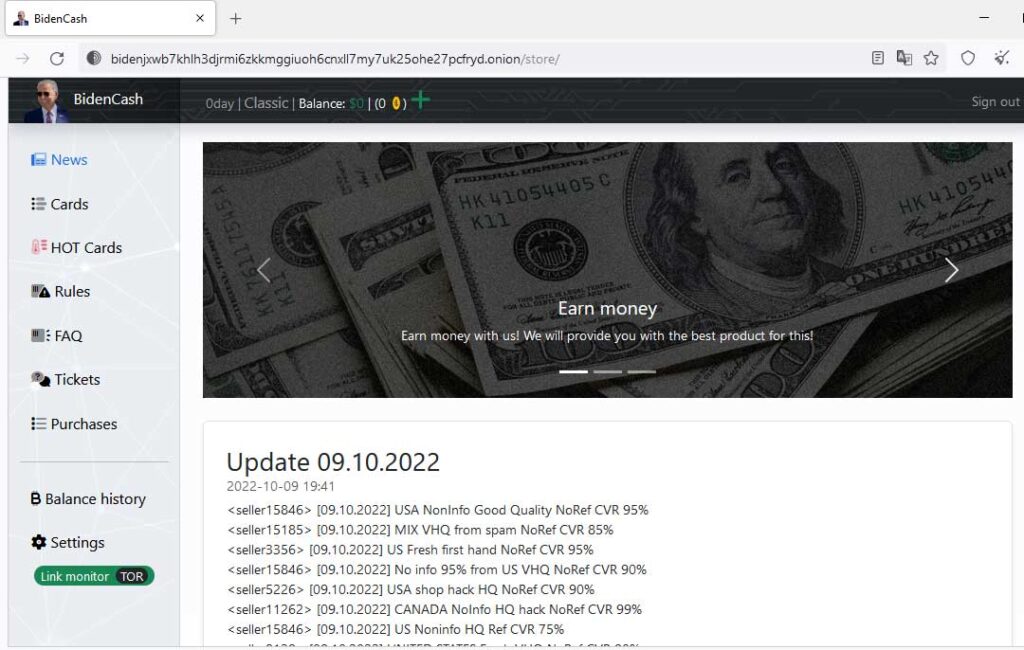 BidenCash
bidenjxwb7khlh3djrmi6zkkmggiuoh6cnxll7my7uk25ohe27pcfryd.onion/store/
BidenCash
0day | Classic | Balance: $0 | (0 )
Sign out
News
Cards
HOT Cards
Rules
FAQ
Tickets
Purchases
Balance history
Settings
Link monitor TOR
FEDERAL RESERVE NOTE
HK41054405C
K11
Earn money
Earn money with us! We will provide you with the best product for this!
Update 09.10.2022
2022-10-09 19:41
<seller15846> [09.10.2022] USA NonInfo Good Quality NoRef CVR 95%
<seller15185> [09.10.2022] MIX VHQ from spam NoRef CVR 85%
<seller3356> [09.10.2022] US Fresh first hand NoRef CVR 95%
<seller15846> [09.10.2022] No info 95% from US VHQ NoRef CVR 90%
<seller5226> [09.10.2022] USA shop hack HQ NoRef CVR 90%
<seller11262> [09.10.2022] CANADA NoInfo HQ hack NoRef CVR 99%
<seller15846> [09.10.2022] US Noninfo HQ Ref CVR 75%